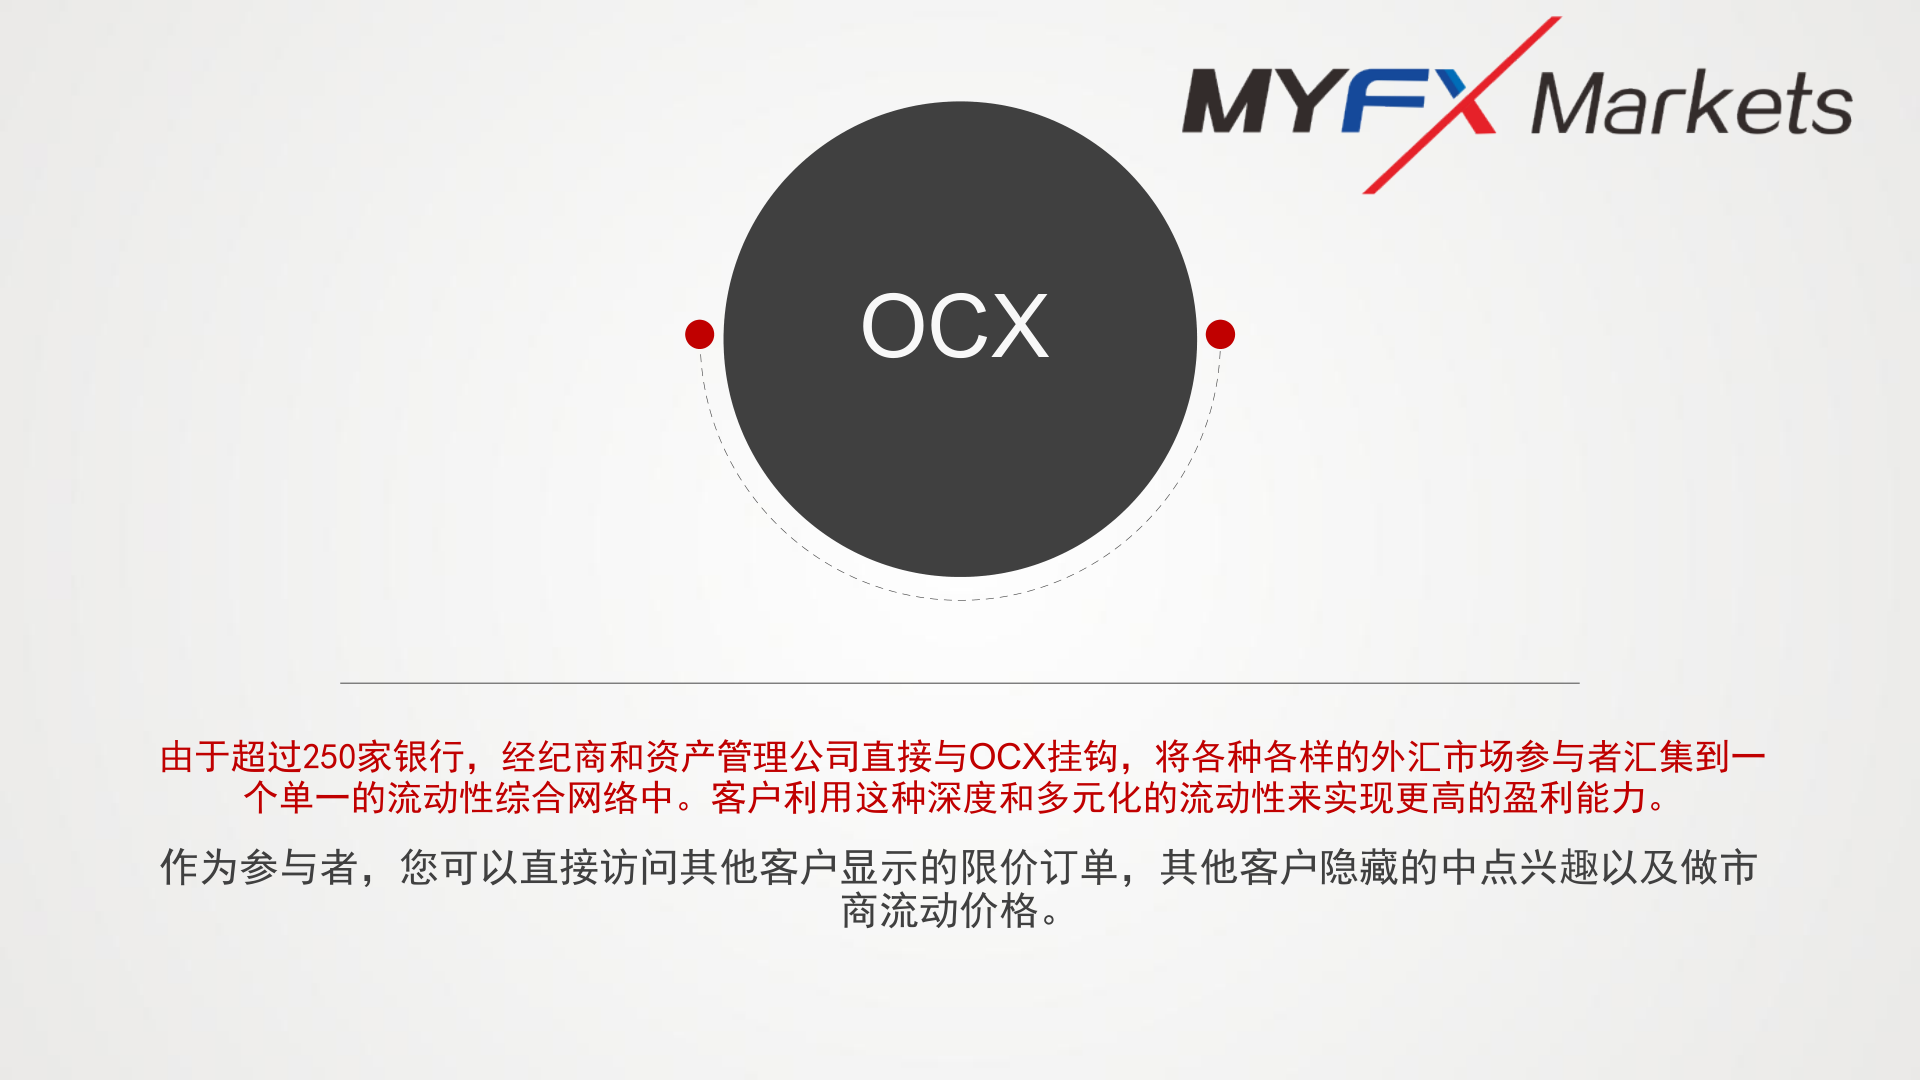 MYFX Markets
OCX
由于超过250家银行，经纪商和资产管理公司直接与OCX挂钩，将各种各样的外汇市场参与者汇集到一
个单一的流动性综合网络中。客户利用这种深度和多元化的流动性来实现更高的盈利能力。
作为参与者，您可以直接访问其他客户显示的限价订单，其他客户隐藏的中点兴趣以及做市
商流动价格。